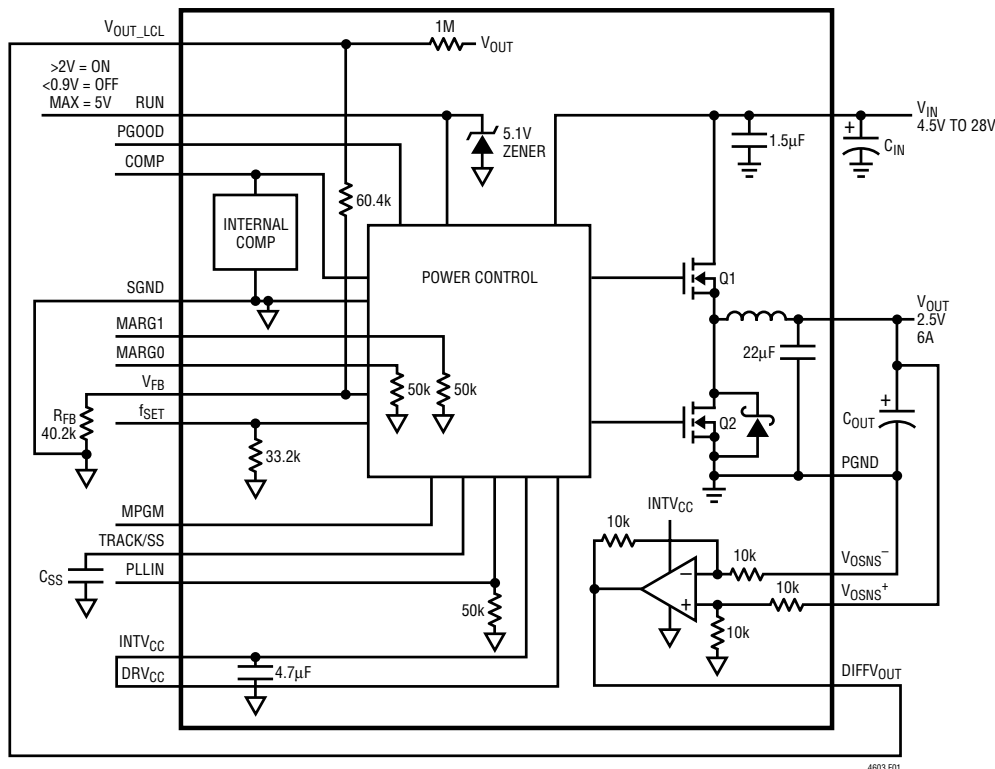 V_OUT_LCL
1M
V_OUT
>2V = ON
<0.9V = OFF
MAX = 5V
RUN
PGOOD
COMP
5.1V
ZENER
1.5µF
V_IN
4.5V TO 28V
+
C_IN
60.4k
INTERNAL
COMP
POWER CONTROL
Q1
SGND
MARG1
MARG0
V_FB
f_SET
R_FB
40.2k
50k
50k
33.2k
22µF
V_OUT
2.5V
6A
+
C_OUT
Q2
PGND
MPGM
TRACK/SS
PLLIN
C_SS
50k
INTV_CC
10k
10k
10k
10k
−
+
V_OSNS−
V_OSNS+
INTV_CC
DRV_CC
4.7µF
DIFFV_OUT
4603 F01